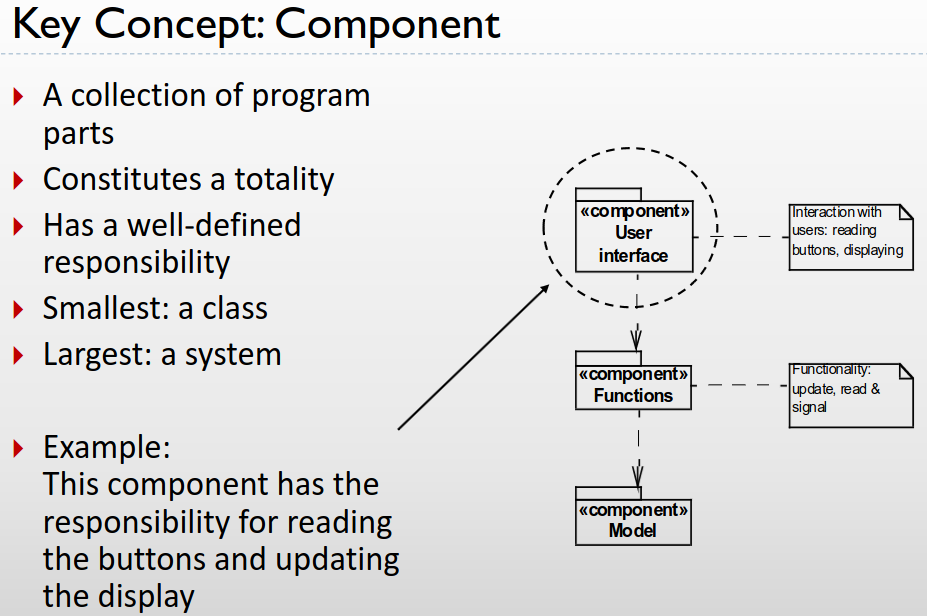 Key Concept: Component
A collection of program
parts
Constitutes a totality
Has a well-defined
responsibility
Smallest: a class
Largest: a system
Example:
This component has the
responsibility for reading
the buttons and updating
the display
«component»
User
interface
Interaction with
users: reading
buttons, displaying
«component»
Functions
Functionality:
update, read &
signal
«component»
Model